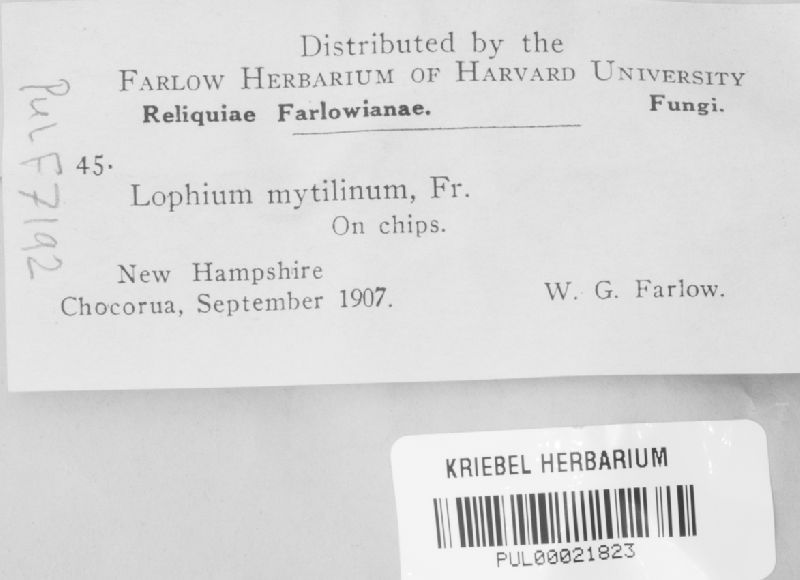 Distributed by the
FARLOW HERBARIUM OF HARVARD UNIVERSITY
Reliquiae Farlowianae. Fungi.
45.
Lophium mytilinum, Fr.
On chips.
New Hampshire
Chocorua, September 1907. W. G. Farlow.
Pul F7192
KRIEBEL HERBARIUM
PUL00021823